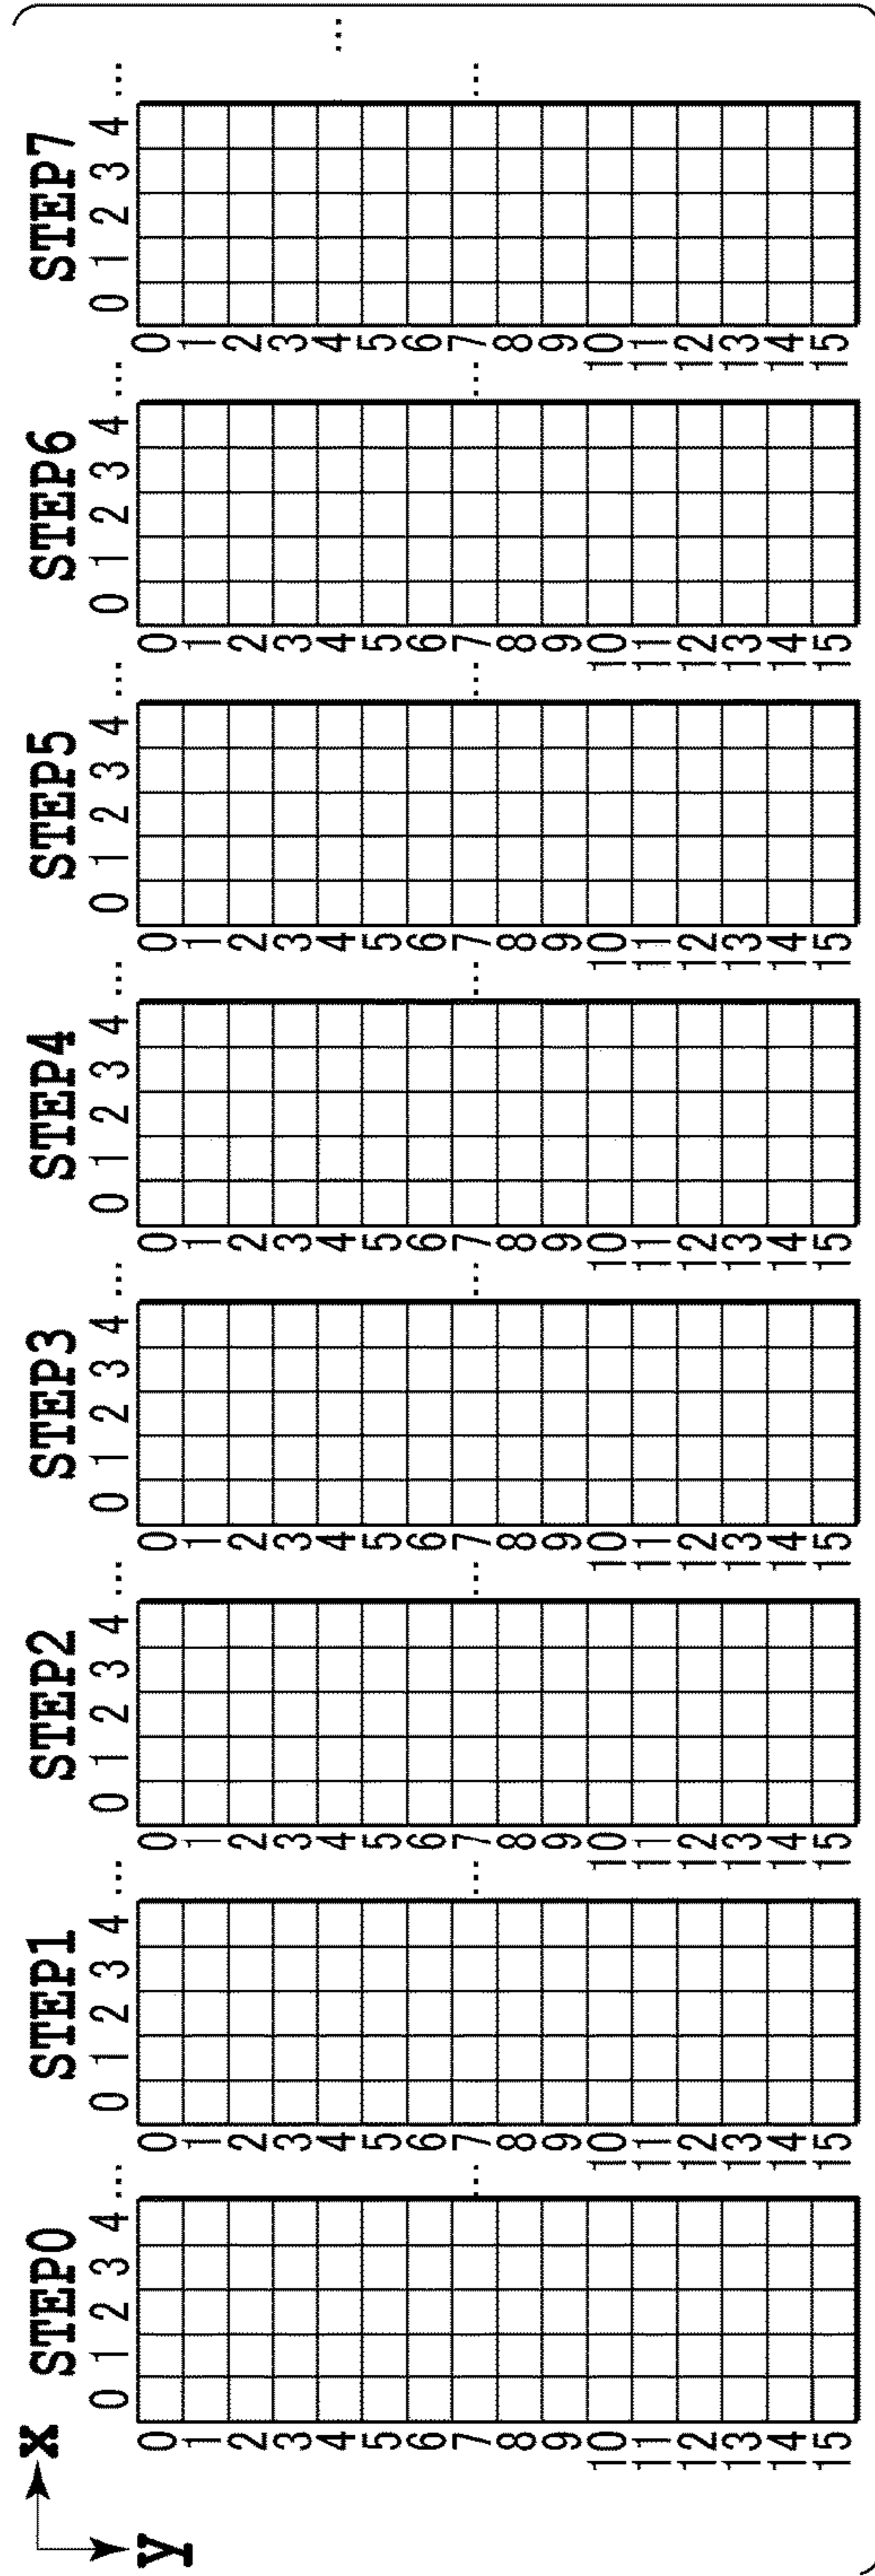 x STEP0 STEP1 STEP2 STEP3 STEP4 STEP5 STEP6 STEP7
y 0 1 2 3 4 ... 0 1 2 3 4 ... 0 1 2 3 4 ... 0 1 2 3 4 ... 0 1 2 3 4 ... 0 1 2 3 4 ... 0 1 2 3 4 ... 0 1 2 3 4 ...
0 0 0 0 0 0 0 0
1 1 1 1 1 1 1 1
2 2 2 2 2 2 2 2
3 3 3 3 3 3 3 3
4 4 4 4 4 4 4 4 ...
5 5 5 5 5 5 5 5
6 6 6 6 6 6 6 6
7 ... 7 ... 7 ... 7 ... 7 ... 7 ... 7 ... 7 ...
8 8 8 8 8 8 8 8
9 9 9 9 9 9 9 9
10 10 10 10 10 10 10 10
11 11 11 11 11 11 11 11
12 12 12 12 12 12 12 12
13 13 13 13 13 13 13 13
14 14 14 14 14 14 14 14
15 15 15 15 15 15 15 15